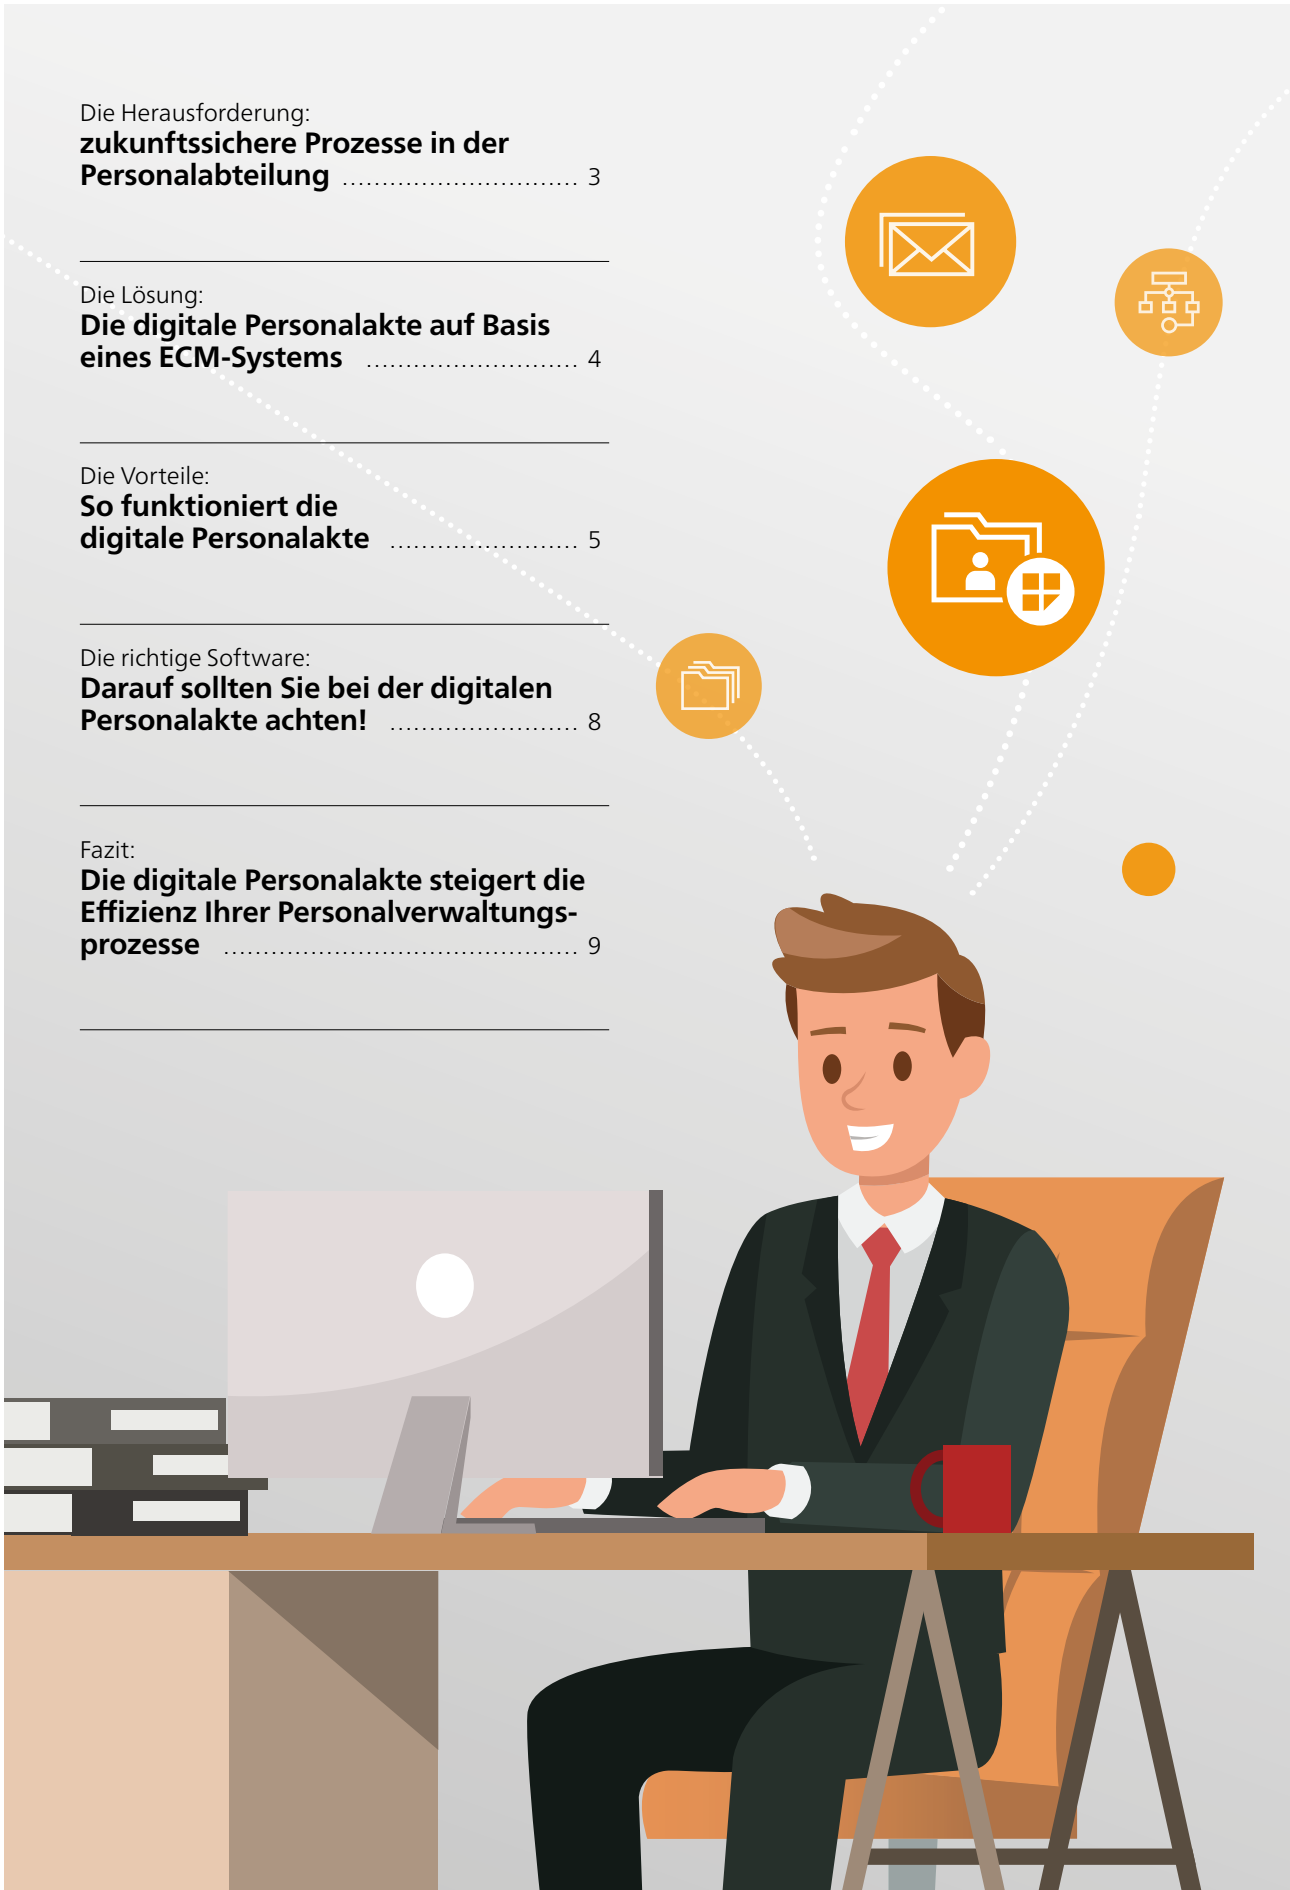 Die Herausforderung:
zukunftssichere Prozesse in der
Personalabteilung .............................. 3
Die Lösung:
Die digitale Personalakte auf Basis
eines ECM-Systems ........................... 4
Die Vorteile:
So funktioniert die
digitale Personalakte ........................ 5
Die richtige Software:
Darauf sollten Sie bei der digitalen
Personalakte achten! ........................ 8
Fazit:
Die digitale Personalakte steigert die
Effizienz Ihrer Personalverwaltungs-
prozesse ............................................. 9